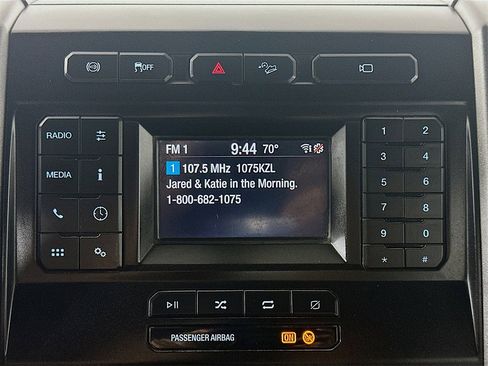 OFF
FM 1 9:44 70°
1 107.5 MHz 1075KZL
Jared & Katie in the Morning.
1-800-682-1075
RADIO
MEDIA
1 2
3 4
5 6
7 8
9 0
* #
PASSENGER AIRBAG ON